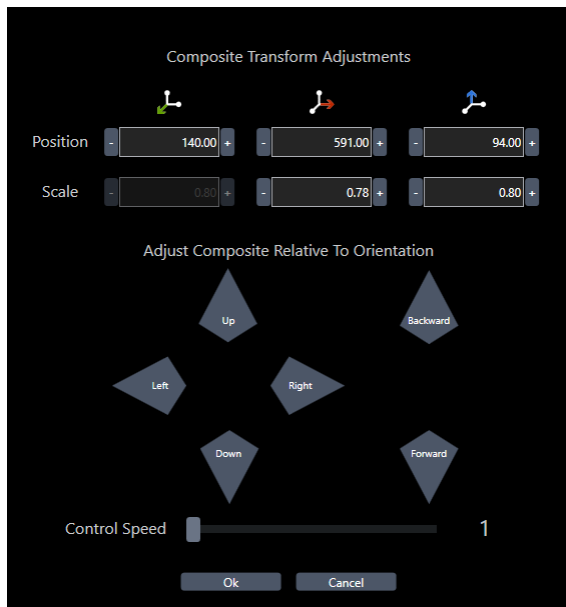 Composite Transform Adjustments
Position - 140.00 + - 591.00 + - 94.00 +
Scale - 0.80 + - 0.78 + - 0.80 +
Adjust Composite Relative To Orientation
Up Backward
Left Right
Down Forward
Control Speed 1
Ok Cancel